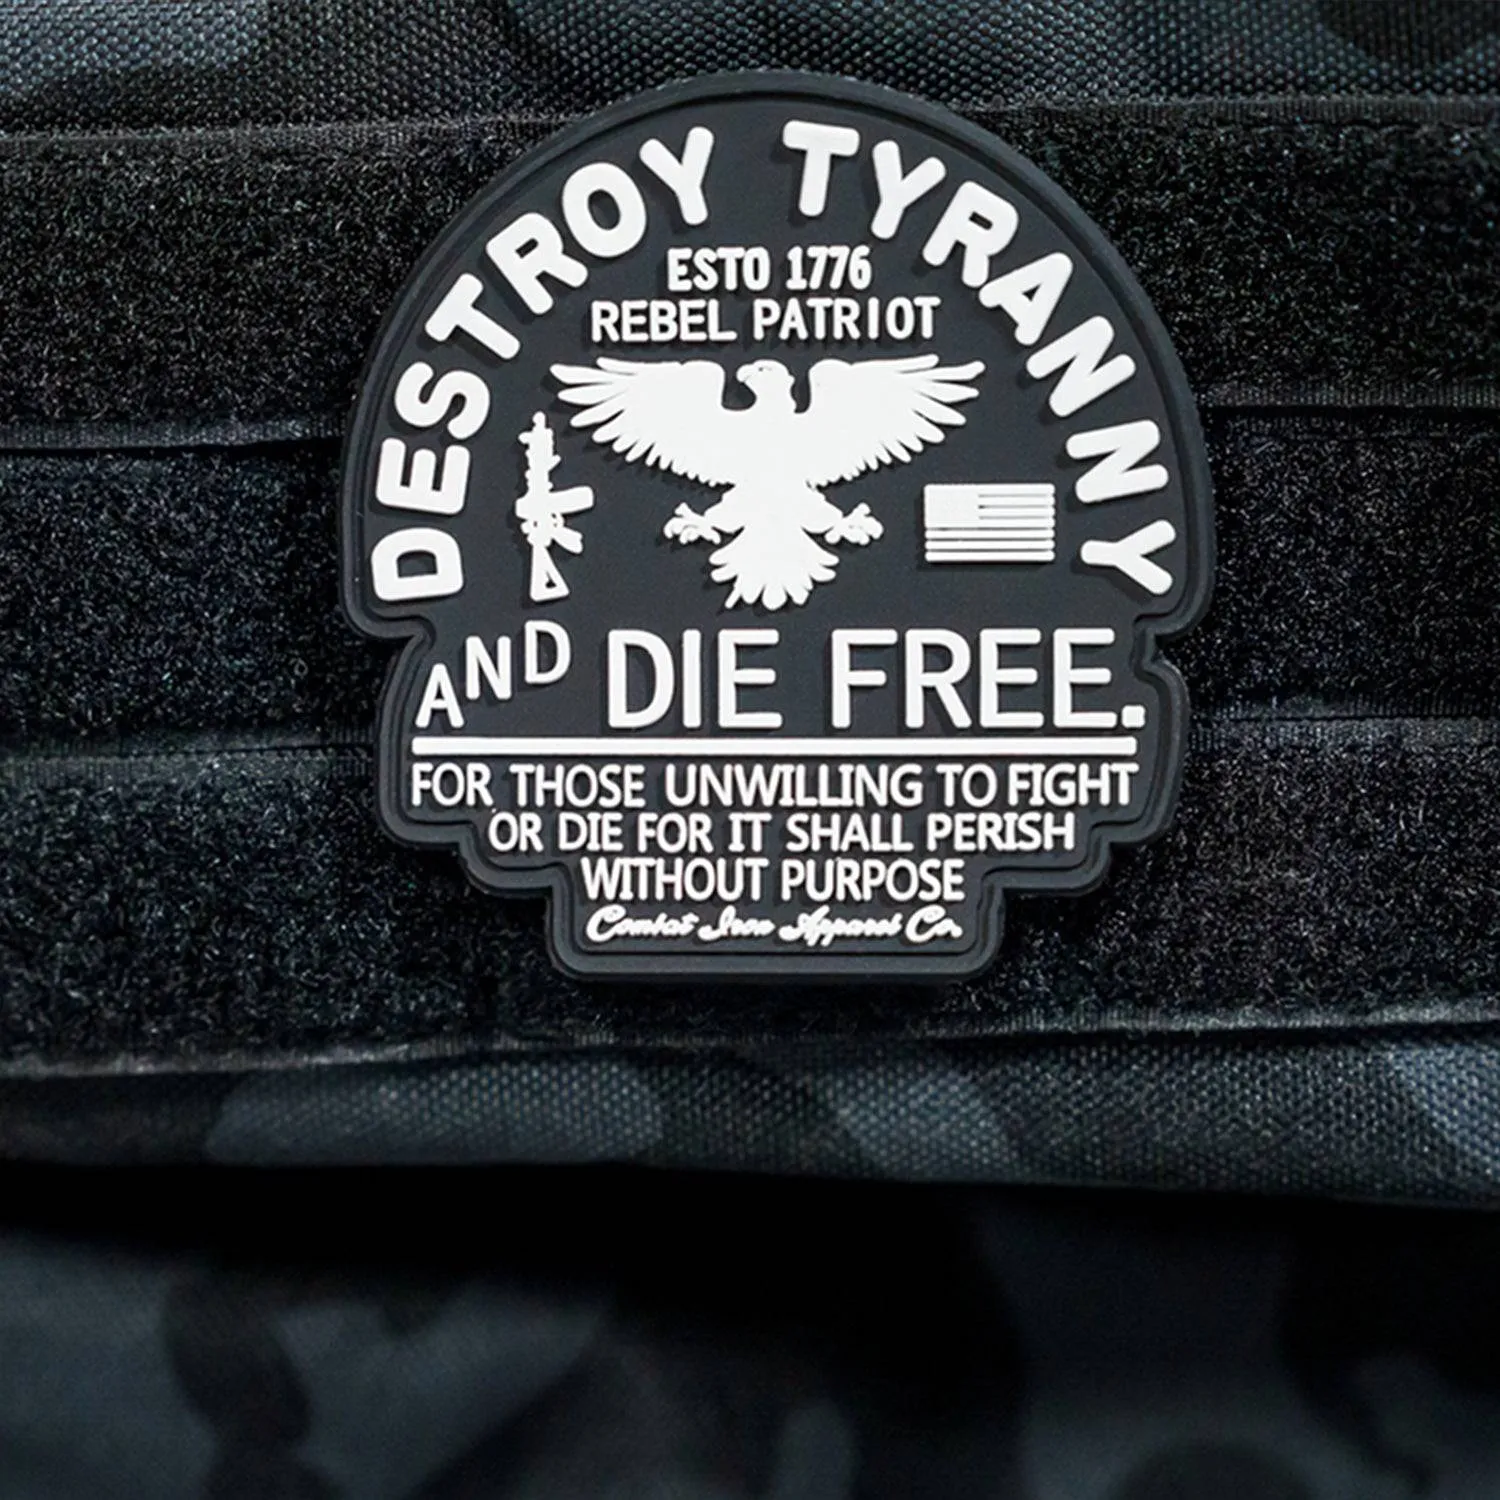 DESTROY TYRANNY
ESTO 1776
REBEL PATRIOT
AND DIE FREE.
FOR THOSE UNWILLING TO FIGHT
OR DIE FOR IT SHALL PERISH
WITHOUT PURPOSE
Combat Iron Apparel Co.